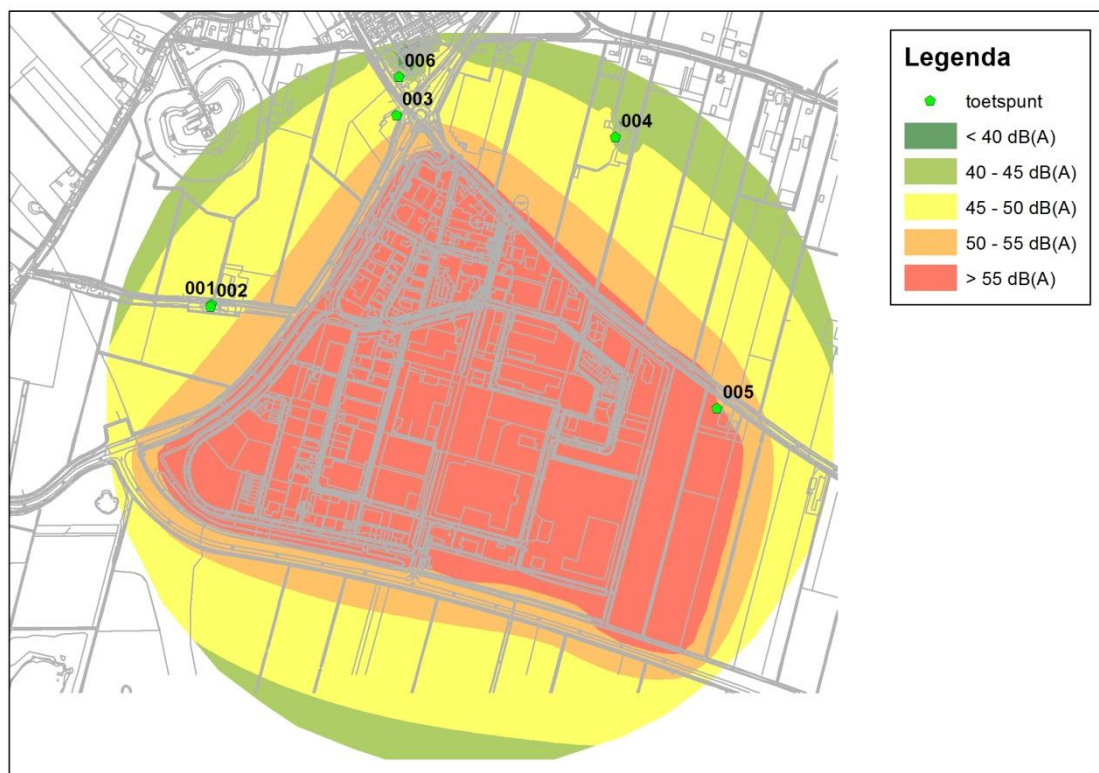 006
003
004
001002
005
Legenda
toetspunt
< 40 dB(A)
40 - 45 dB(A)
45 - 50 dB(A)
50 - 55 dB(A)
> 55 dB(A)